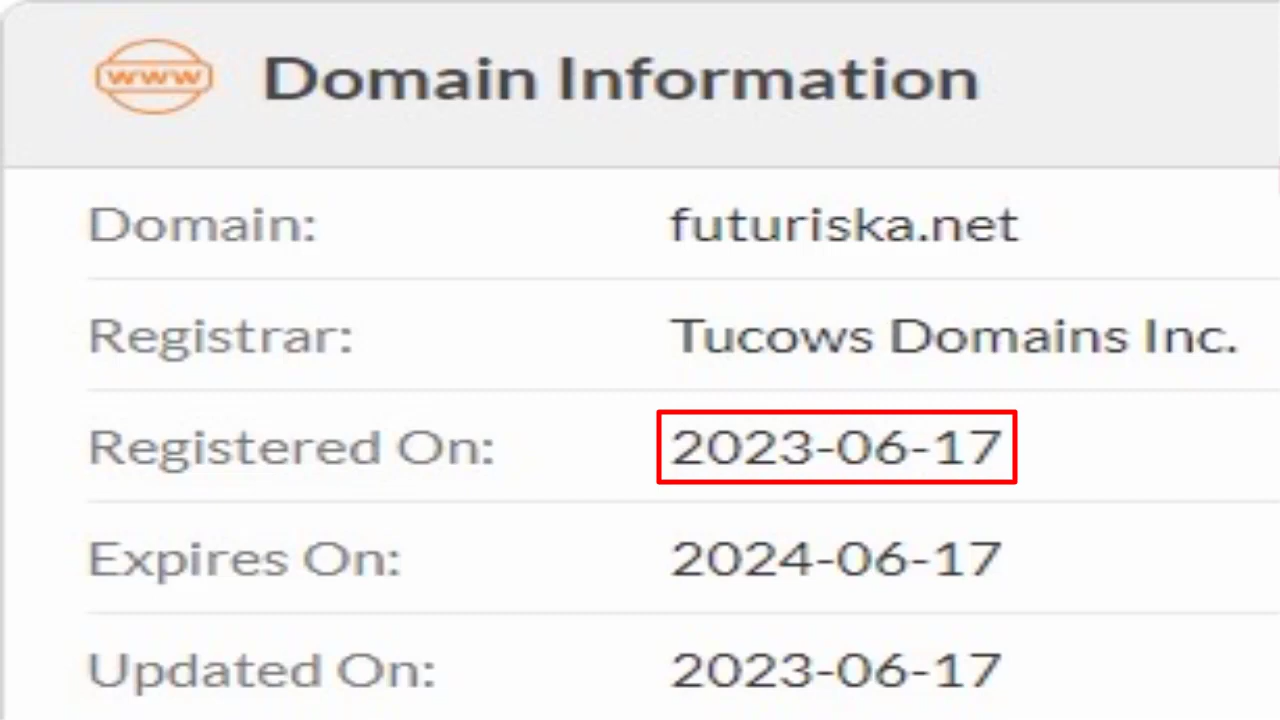 www
Domain Information
Domain: futuriska.net
Registrar: Tucows Domains Inc.
Registered On: 2023-06-17
Expires On: 2024-06-17
Updated On: 2023-06-17